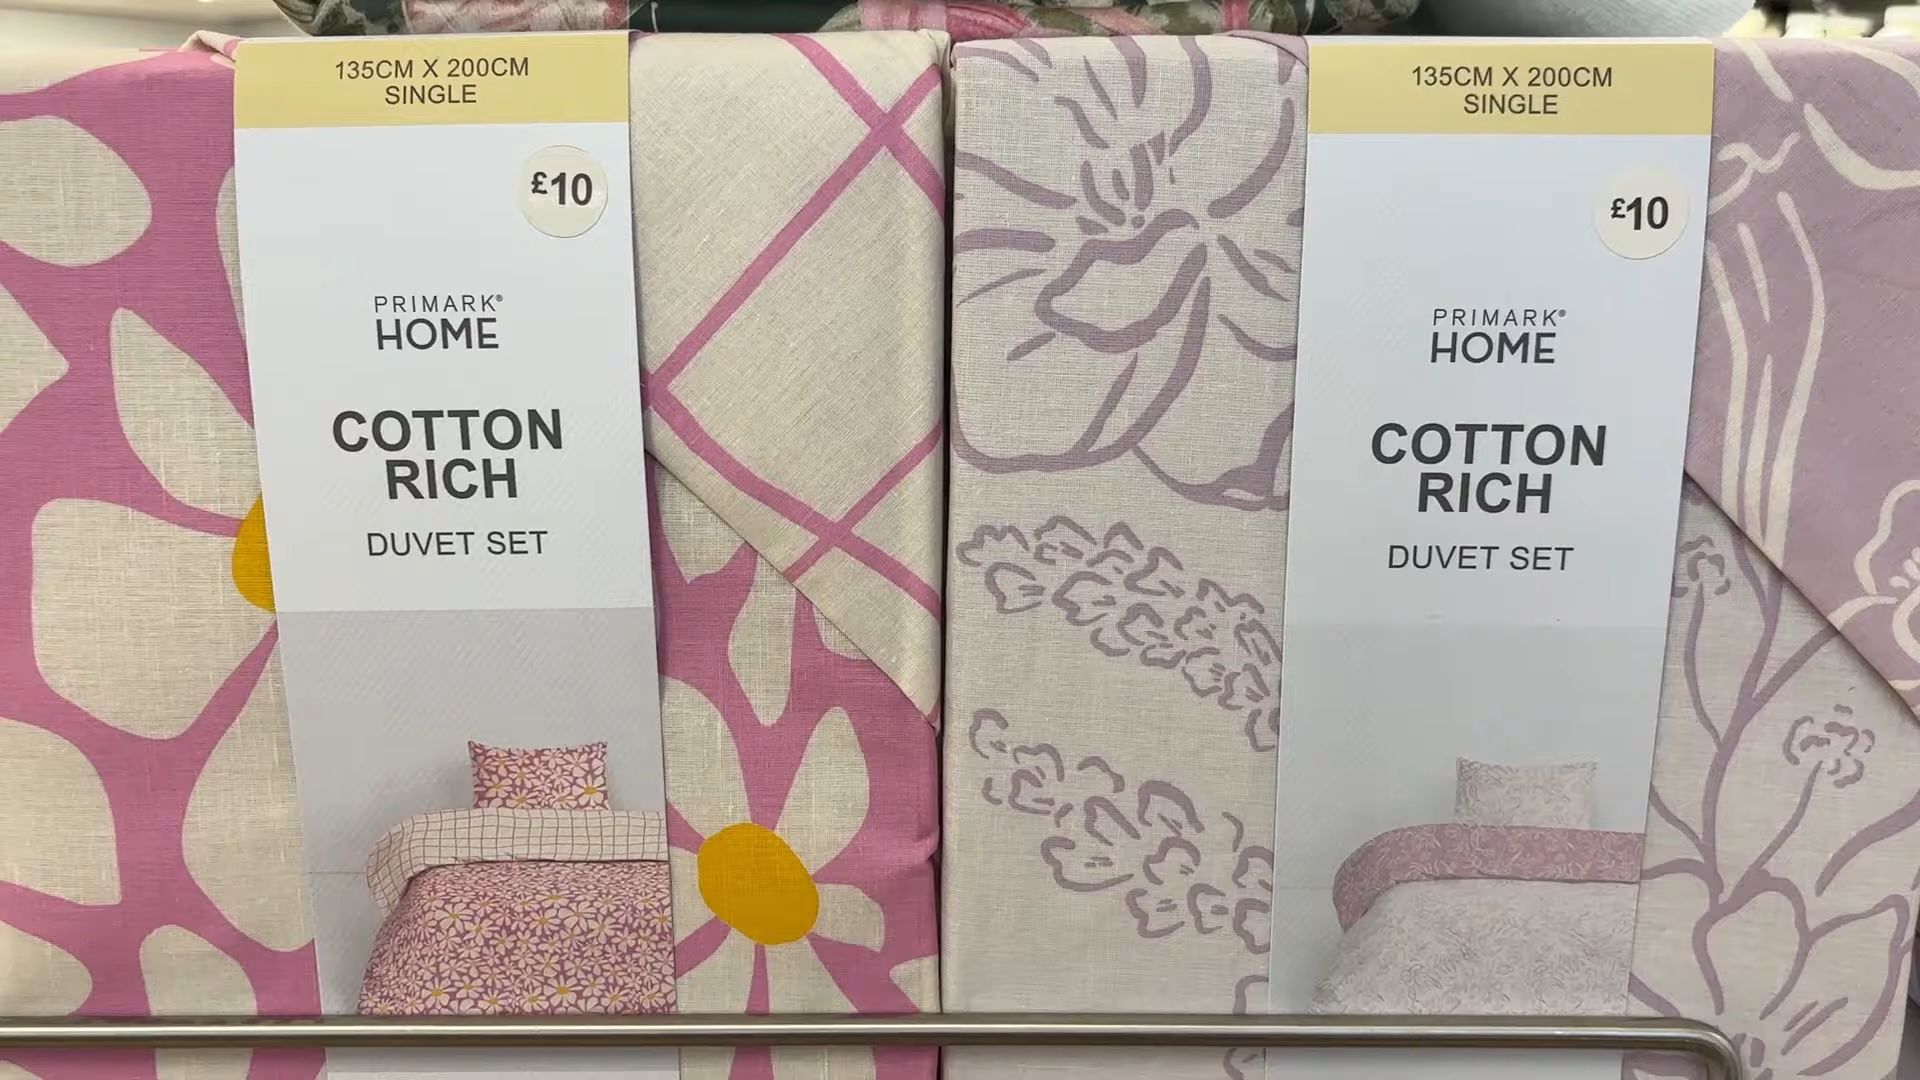 135CM X 200CM
SINGLE
£10
PRIMARK®
HOME
COTTON
RICH
DUVET SET
135CM X 200CM
SINGLE
£10
PRIMARK®
HOME
COTTON
RICH
DUVET SET